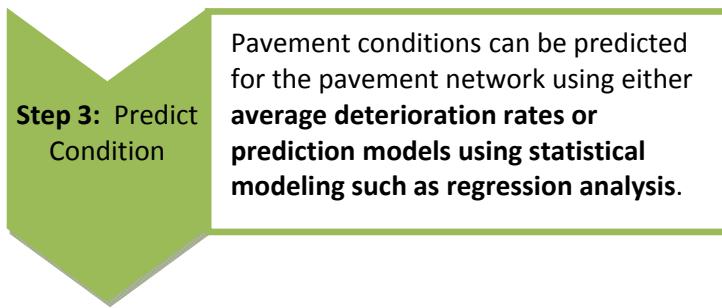 Step 3: Predict
Condition
Pavement conditions can be predicted
for the pavement network using either
average deterioration rates or
prediction models using statistical
modeling such as regression analysis.